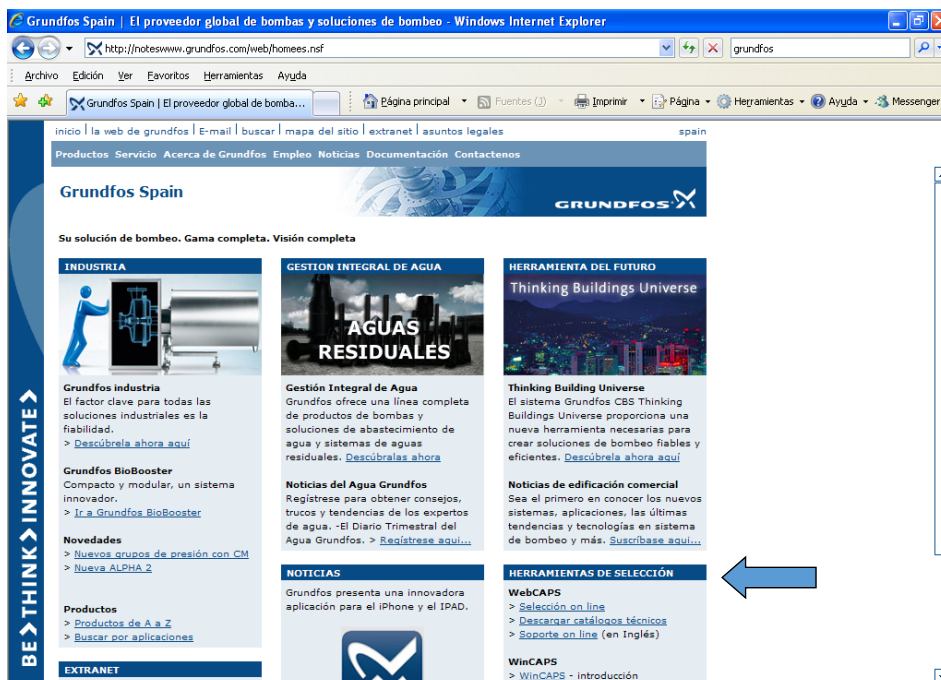 Grundfos Spain | El proveedor global de bombas y soluciones de bombeo - Windows Internet Explorer
http://noteswww.grundfos.com/web/homees.nsf
grundfos
Archivo Edición Ver Favoritos Herramientas Ayuda
Grundfos Spain | El proveedor global de bomba...
Página principal Fuentes (J) Imprimir Página Herramientas Ayuda Messenger
inicio | la web de grundfos | E-mail | buscar | mapa del sitio | extranet | asuntos legales
spain
Productos Servicio Acerca de Grundfos Empleo Noticias Documentación Contactenos
Grundfos Spain
GRUNDFOS
Su solución de bombeo. Gama completa. Visión completa
BE > THINK > INNOVATE >
INDUSTRIA
Grundfos industria
El factor clave para todas las
soluciones industriales es la
fiabilidad.
> Descúbrela ahora aquí
Grundfos BioBooster
Compacto y modular, un sistema
innovador.
> Ir a Grundfos BioBooster
Novedades
> Nuevos grupos de presión con CM
> Nueva ALPHA 2
Productos
> Productos de A a Z
> Buscar por aplicaciones
EXTRANET
GESTION INTEGRAL DE AGUA
AGUAS
RESIDUALES
Gestión Integral de Agua
Grundfos ofrece una línea completa
de productos de bombas y
soluciones de abastecimiento de
agua y sistemas de aguas
residuales. Descúbralas ahora
Noticias del Agua Grundfos
Regístrese para obtener consejos,
trucos y tendencias de los expertos
de agua. -El Diario Trimestral del
Agua Grundfos. > Regístrese aqui...
NOTICIAS
Grundfos presenta una innovadora
aplicación para el iPhone y el IPAD.
HERRAMIENTA DEL FUTURO
Thinking Buildings Universe
Thinking Building Universe
El sistema Grundfos CBS Thinking
Buildings Universe proporciona una
nueva herramienta necesarias para
crear soluciones de bombeo fiables y
eficientes. Descúbrela ahora aquí
Noticias de edificación comercial
Sea el primero en conocer los nuevos
sistemas, aplicaciones, las últimas
tendencias y tecnologías en sistema
de bombeo y más. Suscríbase aqui...
HERRAMIENTAS DE SELECCIÓN
WebCAPS
> Selección on line
> Descargar catálogos técnicos
> Soporte on line (en Inglés)
WinCAPS
> WinCAPS - introducción